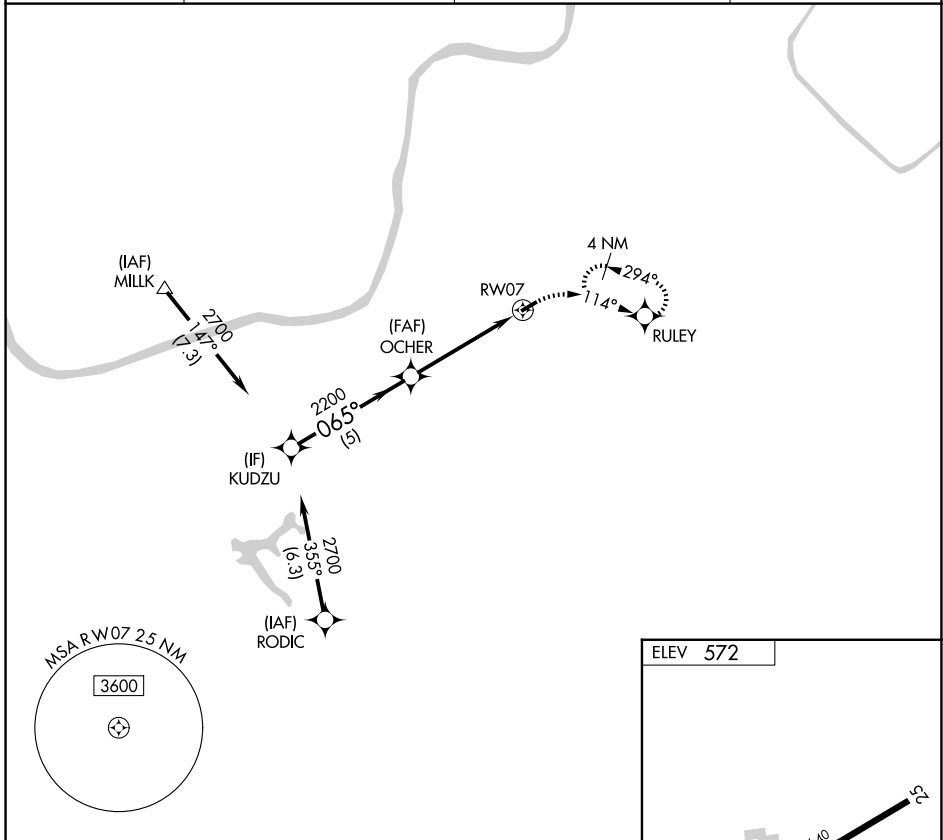 4 NM
294°
114°
RW07
RULEY
(IAF)
MILLK
2700
147°
(7.3)
(FAF)
OCHER
2200
065°
(5)
(IF)
KUDZU
2700
355°
(6.3)
(IAF)
RODIC
MSA RW07 25 NM
3600
ELEV 572
25